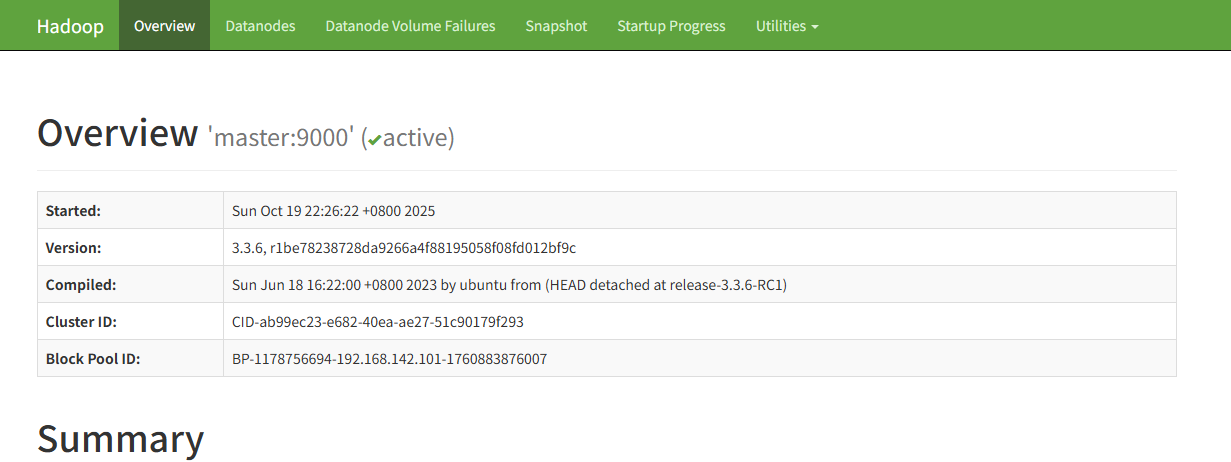 Hadoop Overview Datanodes Datanode Volume Failures Snapshot Startup Progress Utilities
Overview 'master:9000' (✔active)
Started: Sun Oct 19 22:26:22 +0800 2025
Version: 3.3.6, r1be78238728da9266a4f88195058f08fd012bf9c
Compiled: Sun Jun 18 16:22:00 +0800 2023 by ubuntu from (HEAD detached at release-3.3.6-RC1)
Cluster ID: CID-ab99ec23-e682-40ea-ae27-51c90179f293
Block Pool ID: BP-1178756694-192.168.142.101-1760883876007
Summary